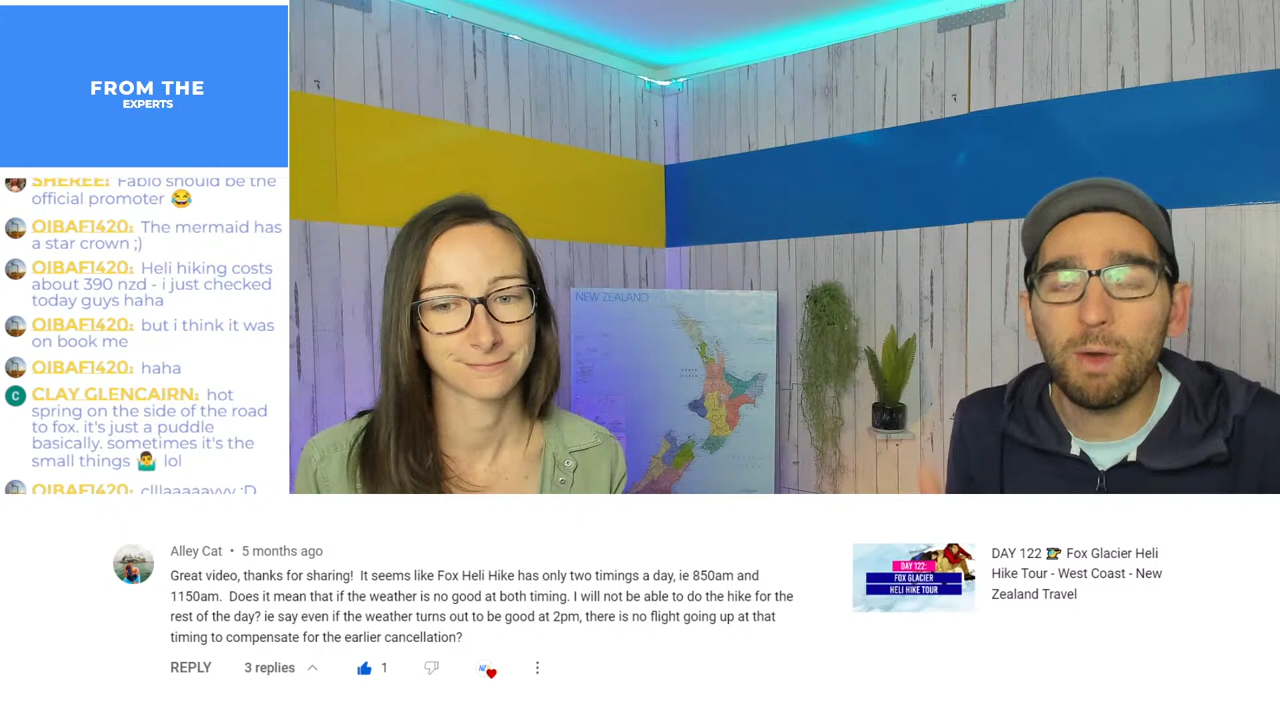 FROM THE
EXPERTS
SHEREE: Fabio should be the
official promoter 😂
OIBAF1420: The mermaid has
a star crown ;)
OIBAF1420: Heli hiking costs
about 390 nzd - i just checked
today guys haha
OIBAF1420: but i think it was
on book me
OIBAF1420: haha
C CLAY GLENCAIRN: hot
spring on the side of the road
to fox. it's just a puddle
basically. sometimes it's the
small things 🤷‍♂️ lol
OIBAF1420: clllaaaaavvv :D
NEW ZEALAND
Alley Cat • 5 months ago
Great video, thanks for sharing! It seems like Fox Heli Hike has only two timings a day, ie 850am and
1150am. Does it mean that if the weather is no good at both timing. I will not be able to do the hike for the
rest of the day? ie say even if the weather turns out to be good at 2pm, there is no flight going up at that
timing to compensate for the earlier cancellation?
REPLY 3 replies 1
DAY 122:
FOX GLACIER
HELI HIKE TOUR
DAY 122 Fox Glacier Heli
Hike Tour - West Coast - New
Zealand Travel